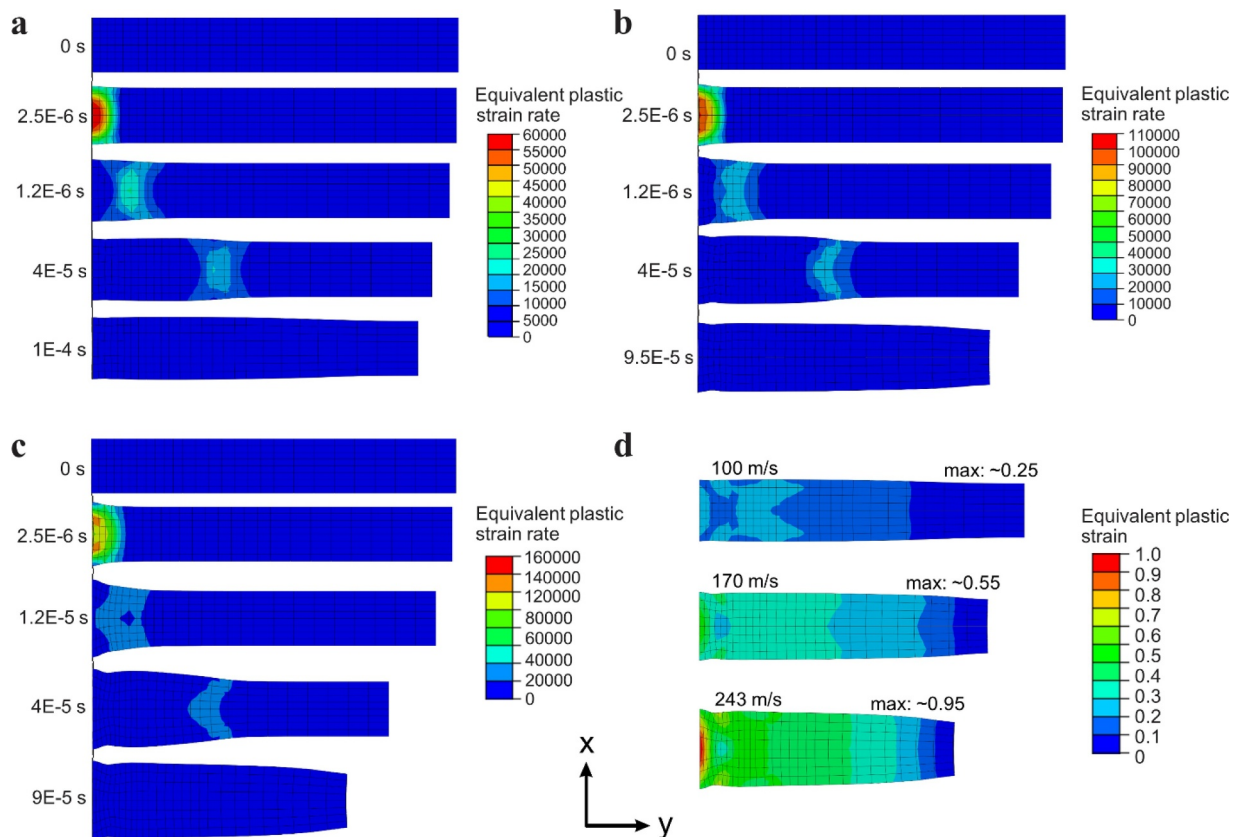 a
0 s
2.5E-6 s
1.2E-6 s
4E-5 s
1E-4 s
Equivalent plastic
strain rate
60000
55000
50000
45000
40000
35000
30000
25000
20000
15000
10000
5000
0
b
0 s
2.5E-6 s
1.2E-6 s
4E-5 s
9.5E-5 s
Equivalent plastic
strain rate
110000
100000
90000
80000
70000
60000
50000
40000
30000
20000
10000
0
c
0 s
2.5E-6 s
1.2E-5 s
4E-5 s
9E-5 s
Equivalent plastic
strain rate
160000
140000
120000
100000
80000
60000
40000
20000
0
x
y
d
100 m/s
max: ~0.25
170 m/s
max: ~0.55
243 m/s
max: ~0.95
Equivalent plastic
strain
1.0
0.9
0.8
0.7
0.6
0.5
0.4
0.3
0.2
0.1
0